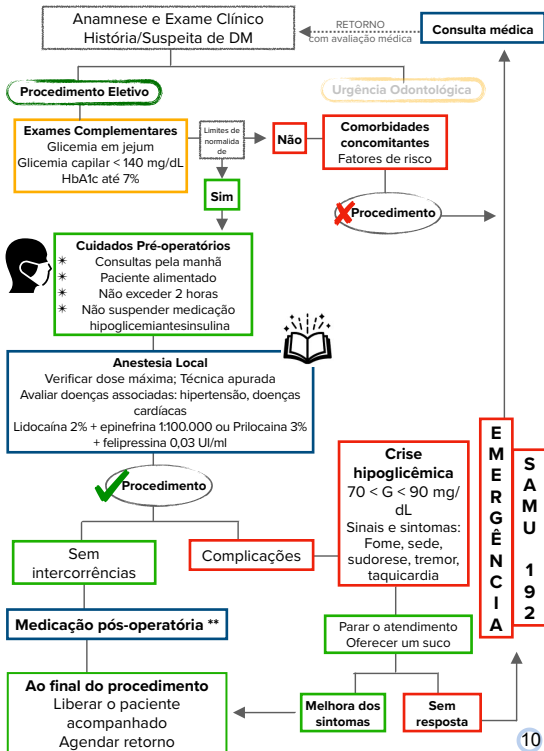 Anamnese e Exame Clínico
História/Suspeita de DM
RETORNO
com avaliação médica
Consulta médica
Procedimento Eletivo
Urgência Odontológica
Exames Complementares
Glicemia em jejum
Glicemia capilar < 140 mg/dL
HbA1c até 7%
Limites de
normalida
de
Não
Comorbidades
concomitantes
Fatores de risco
Sim
Procedimento
Cuidados Pré-operatórios
✴ Consultas pela manhã
✴ Paciente alimentado
✴ Não exceder 2 horas
✴ Não suspender medicação
hipoglicemiantesinsulina
Anestesia Local
Verificar dose máxima; Técnica apurada
Avaliar doenças associadas: hipertensão, doenças
cardíacas
Lidocaína 2% + epinefrina 1:100.000 ou Prilocaina 3%
+ felipressina 0,03 UI/ml
Procedimento
Sem
intercorrências
Complicações
Crise
hipoglicêmica
70 < G < 90 mg/
dL
Sinais e sintomas:
Fome, sede,
sudorese, tremor,
taquicardia
EMERGÊNCIA
SAMU 192
Medicação pós-operatória **
Parar o atendimento
Oferecer um suco
Ao final do procedimento
Liberar o paciente
acompanhado
Agendar retorno
Melhora dos
sintomas
Sem
resposta
10